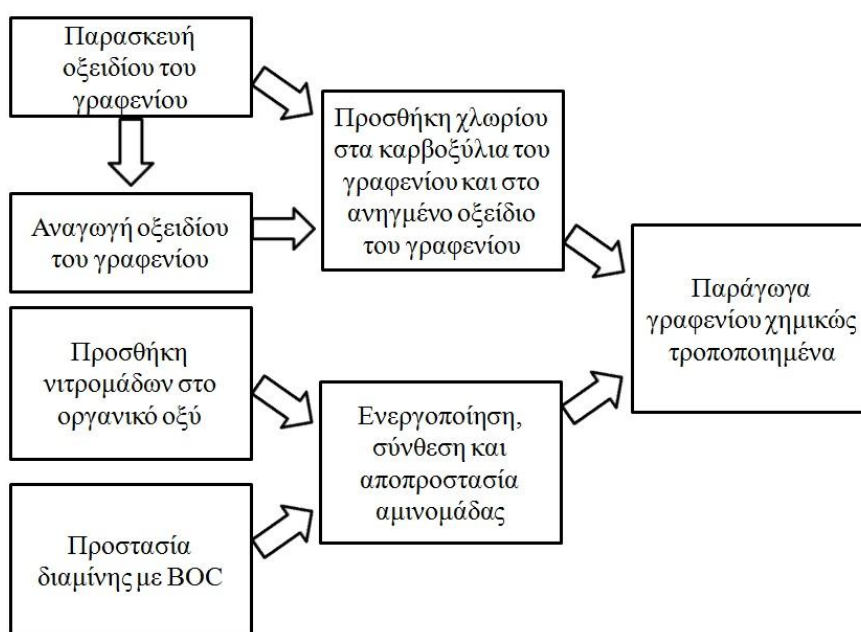 Παρασκευή
οξειδίου του
γραφενίου
Προσθήκη χλωρίου
στα καρβοξύλια του
γραφενίου και στο
ανηγμένο οξείδιο
του γραφενίου
Αναγωγή οξειδίου
του γραφενίου
Παράγωγα
γραφενίου χημικώς
τροποποιημένα
Προσθήκη
νιτρομάδων στο
οργανικό οξύ
Ενεργοποίηση,
σύνθεση και
αποπροστασία
αμινομάδας
Προστασία
διαμίνης με BOC